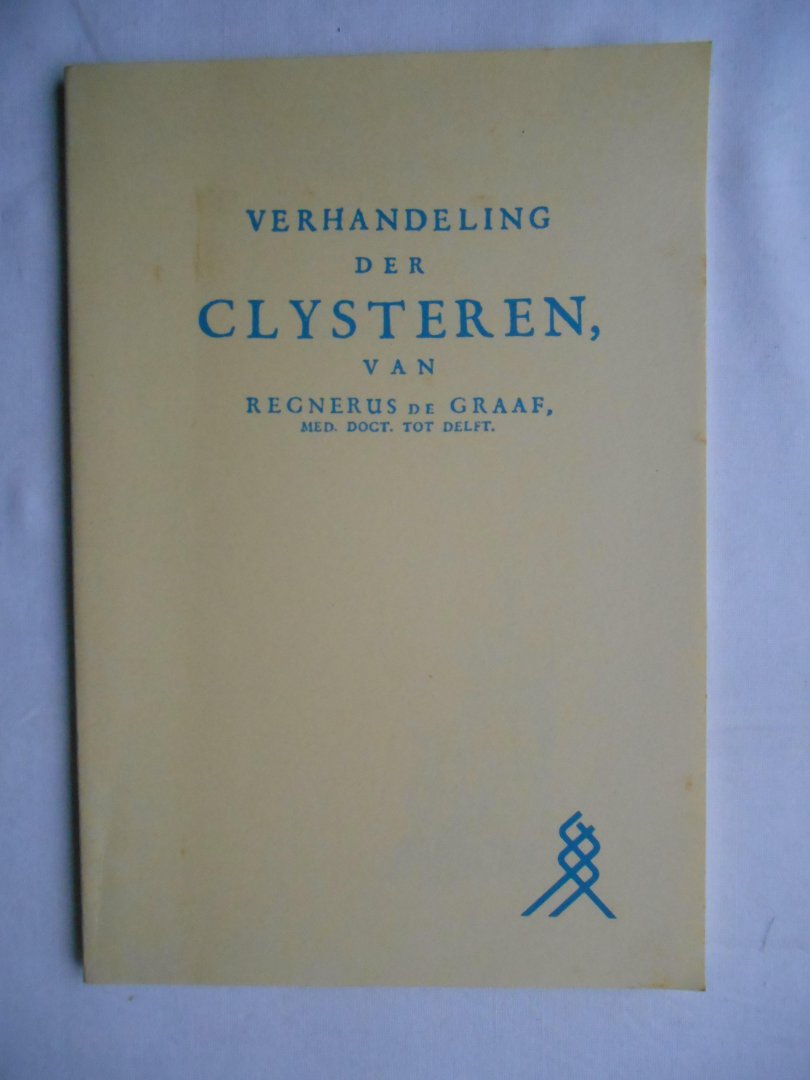 VERHANDELING
DER
CLYSTEREN,
VAN
REGNERUS DE GRAAF,
MED. DOCT. TOT DELFT.